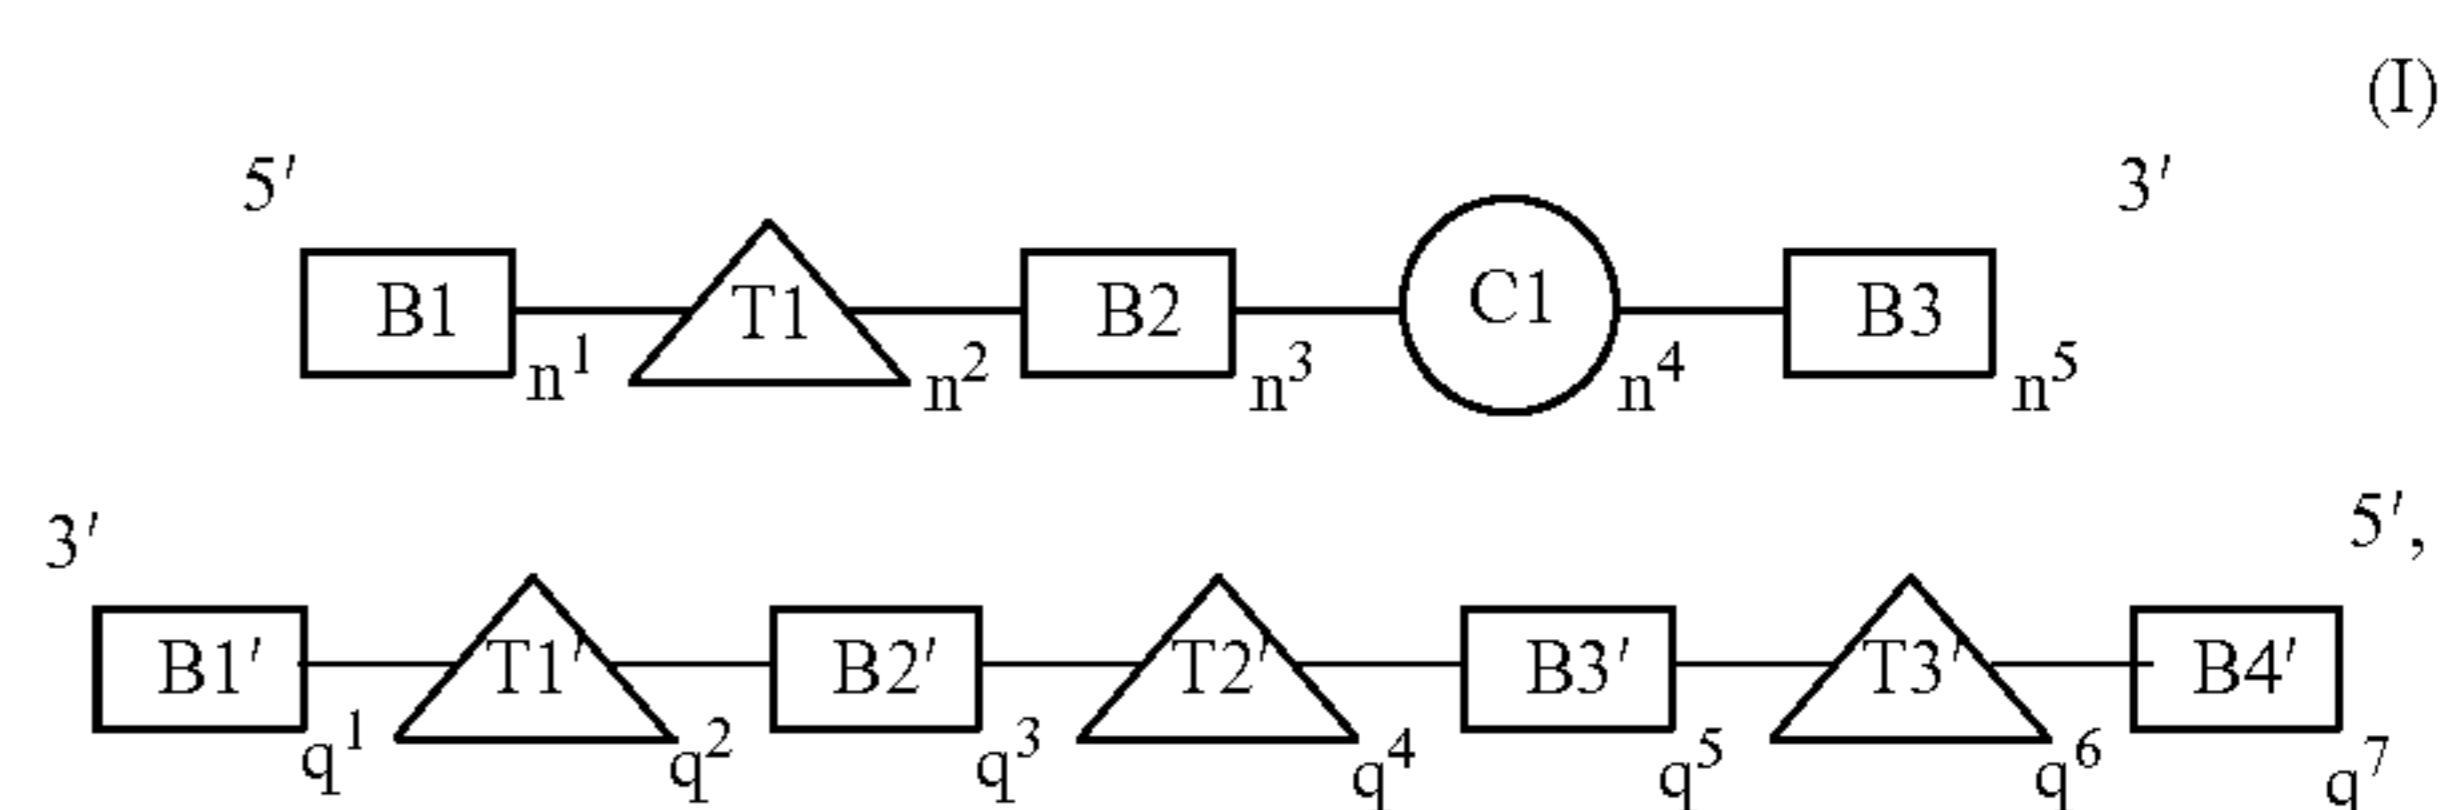 (I)
5′ 3′
B1 n¹ T1 n² B2 n³ C1 n⁴ B3 n⁵
3′ 5′,
B1′ q¹ T1′ q² B2′ q³ T2′ q⁴ B3′ q⁵ T3′ q⁶ B4′ q⁷